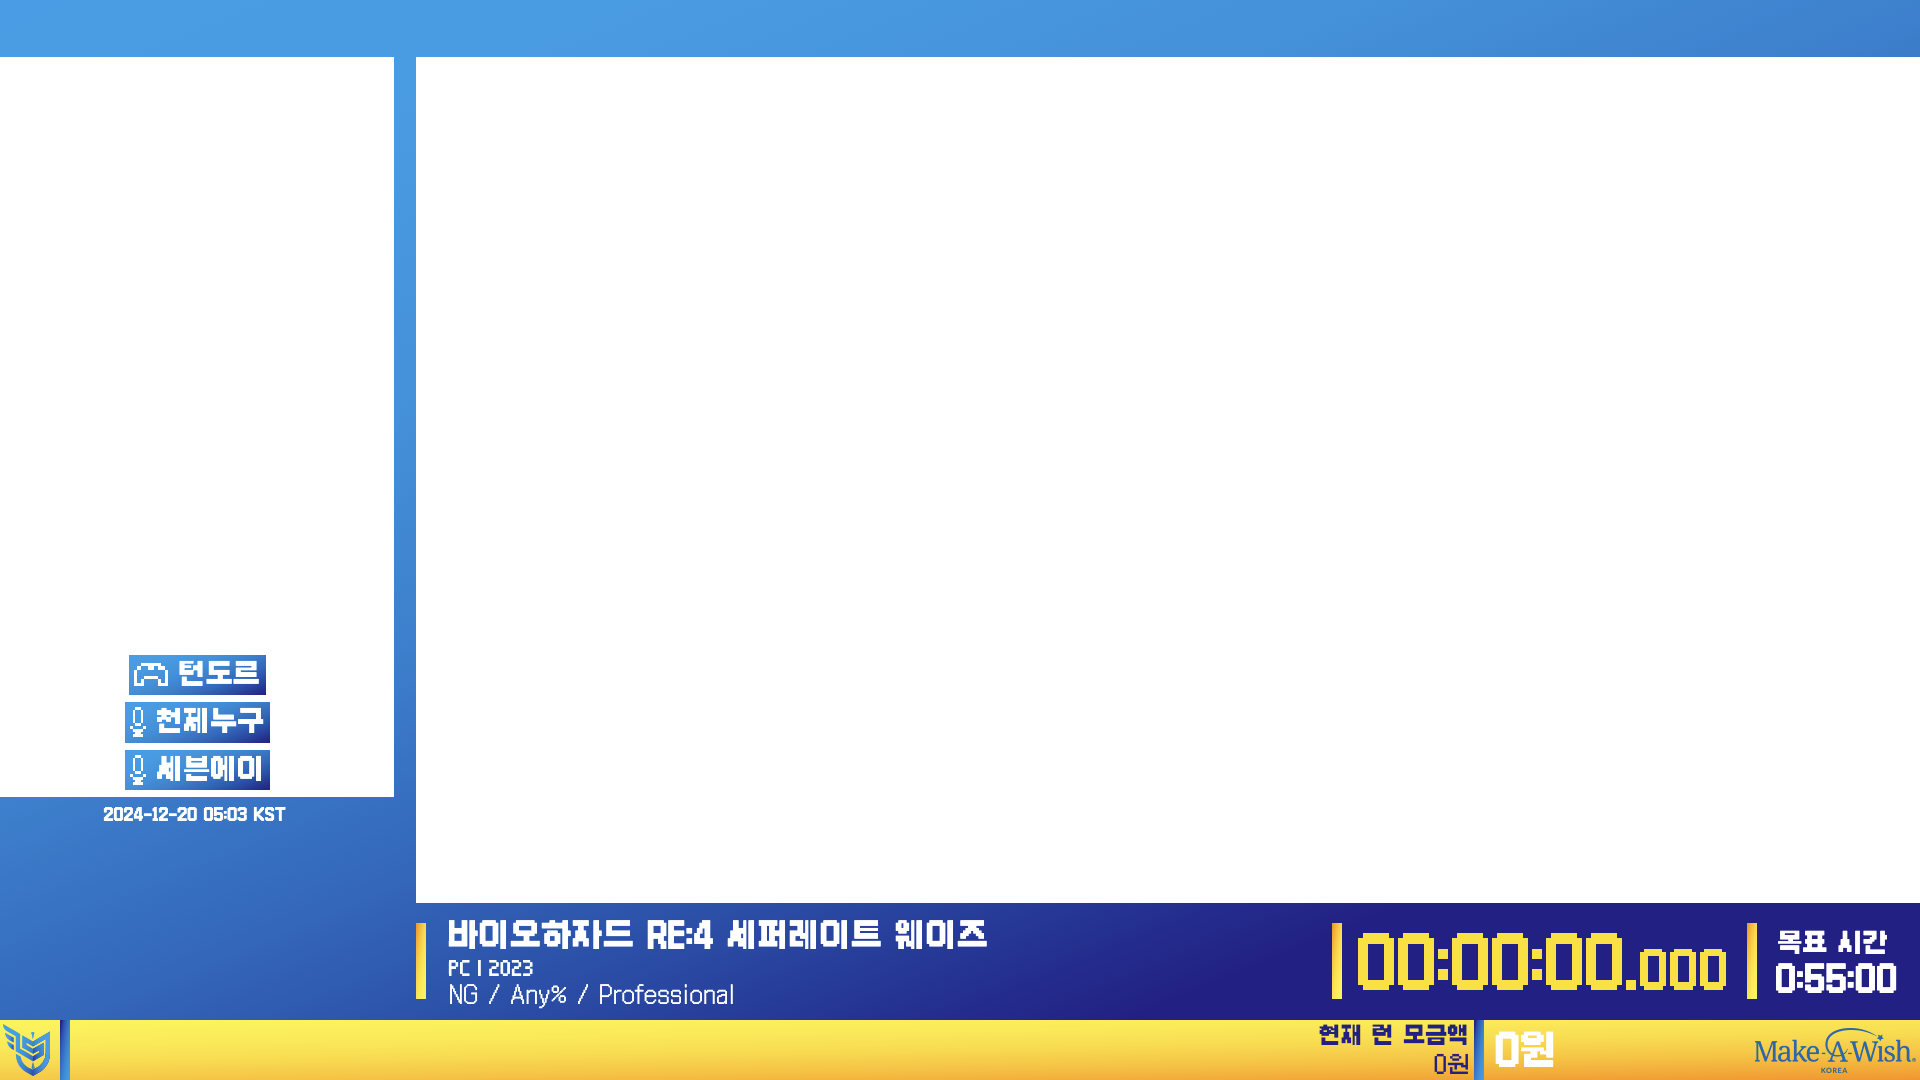 턴도르
천제누구
세븐에이
2024-12-20 05:03 KST
바이오하자드 RE:4 세퍼레이트 웨이즈
PC | 2023
NG / Any% / Professional
00:00:00.000
목표 시간
0:55:00
현재 런 모금액
0원
0원
Make-A-Wish®
KOREA